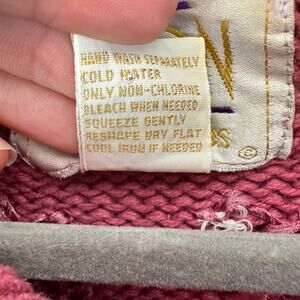 HAND WASH SEPARATELY
COLD WATER
ONLY NON-CHLORINE
BLEACH WHEN NEEDED
SQUEEZE GENTLY
RESHAPE DRY FLAT
COOL IRON IF NEEDED